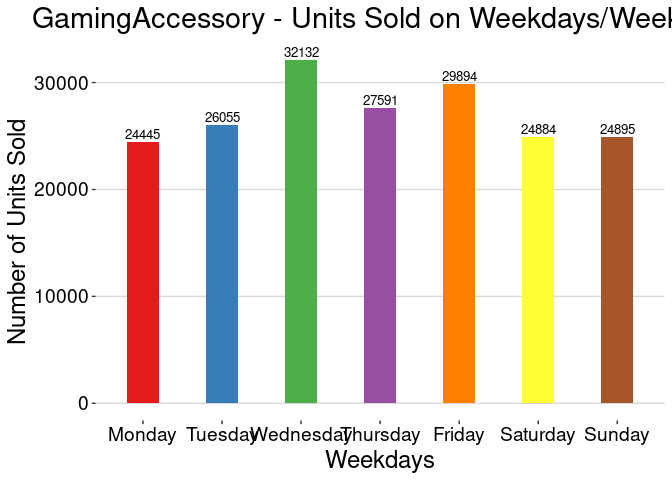 GamingAccessory - Units Sold on Weekdays/Week
32132
30000
29894
27591
26055
24884
24895
24445
20000
10000
0
Number of Units Sold
Monday Tuesday Wednesday Thursday Friday Saturday Sunday
Weekdays